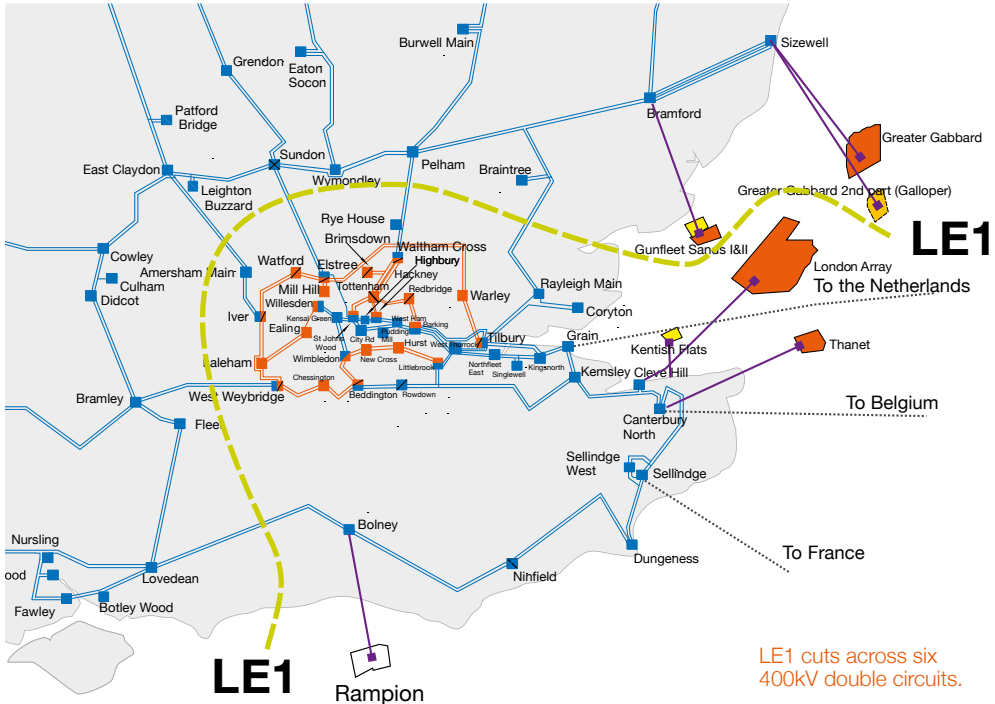 Burwell Main
Sizewell
Grendon
Eaton
Socon
Bramford
Patford
Bridge
Greater Gabbard
Sundon
Pelham
East Claydon
Wymondley
Braintree
Leighton
Buzzard
Greater Gabbard 2nd part (Galloper)
Rye House
LE1
Brimsdown
Waltham Cross
Gunfleet Sands I&II
Cowley
Watford
Elstree
Highbury
London Array
Culham
Amersham Main
Hackney
Didcot
Mill Hill
Tottenham
Redbridge
To the Netherlands
Rayleigh Main
Willesden
Warley
Coryton
Iver
Kensal Green
West Ham
Ealing
Barking
St Johns
Wood
City Rd
Pudding
Mill
Tilbury
Grain
Kentish Flats
Thanet
Hurst
West Thurrock
Wimbledon
New Cross
Northfleet
East
Kingsnorth
Laleham
Littlebrook
Singlewell
Kemsley
Cleve Hill
Chessington
Bramley
West Weybridge
Beddington
Rowdown
To Belgium
Canterbury
North
Flee
Sellindge
West
Sellindge
Bolney
Nursling
To France
Dungeness
ood
Lovedean
Ninfield
Fawley
Botley Wood
LE1
Rampion
LE1 cuts across six
400kV double circuits.